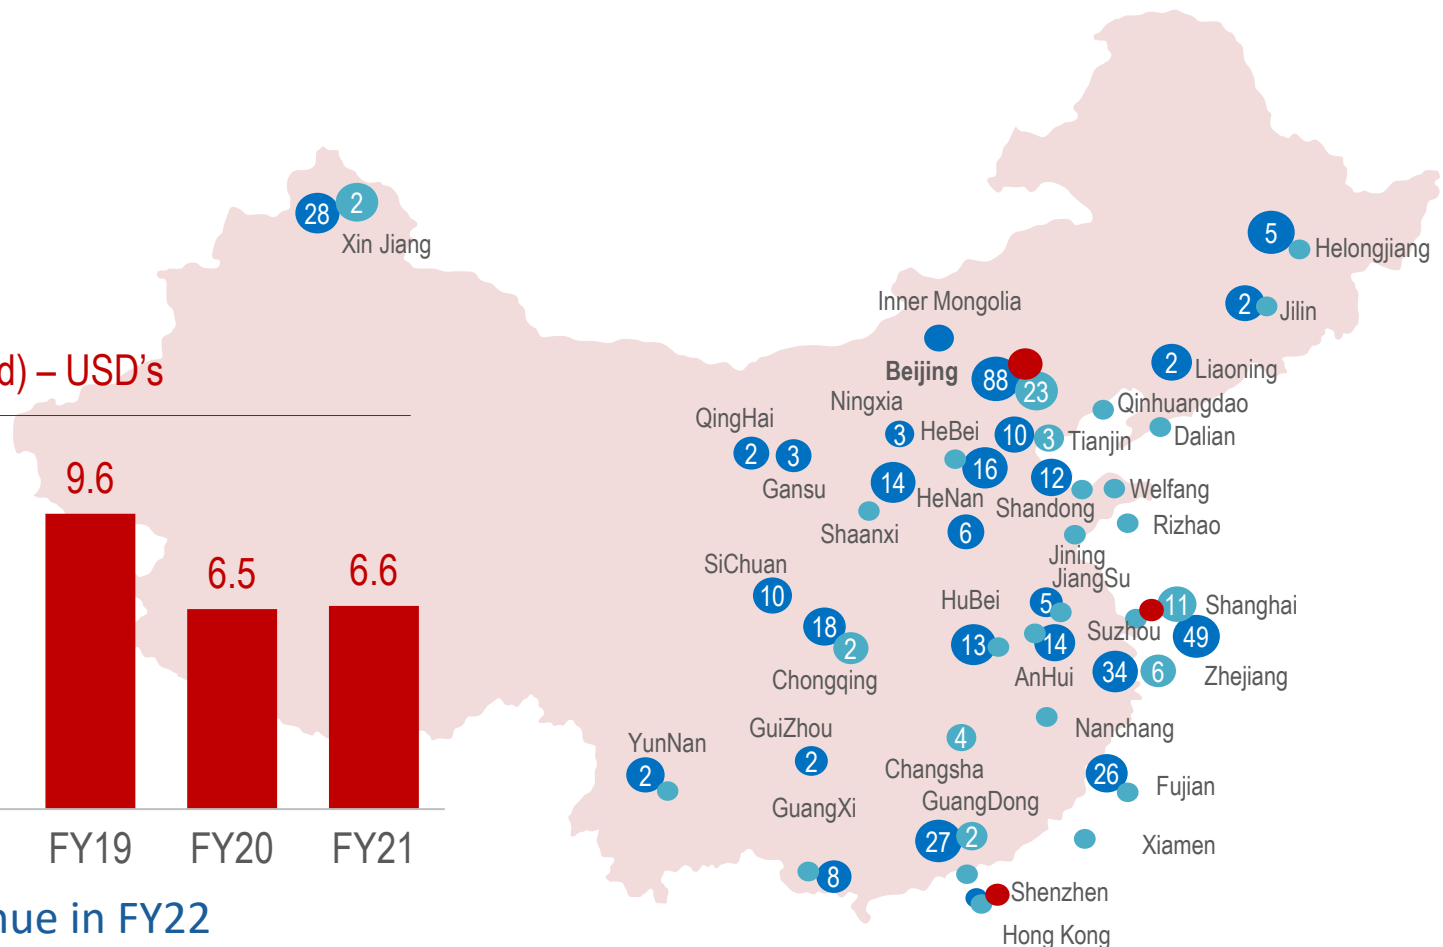 d) – USD's
9.6
6.5
6.6
FY19
FY20
FY21
nue in FY22
28
2
Xin Jiang
5
Helongjiang
Inner Mongolia
2
Jilin
Beijing
88
23
2
Liaoning
Qinhuangdao
Dalian
Ningxia
3
HeBei
10
3
Tianjin
QingHai
2
3
Gansu
14
16
12
HeNan
Shandong
Welfang
Shaanxi
6
Rizhao
Jining
SiChuan
10
JiangSu
HuBei
5
11
Shanghai
18
2
Chongqing
13
14
Suzhou
49
AnHui
34
6
Zhejiang
Nanchang
YunNan
2
GuiZhou
2
4
Changsha
26
Fujian
GuangXi
GuangDong
27
2
Xiamen
8
Shenzhen
Hong Kong